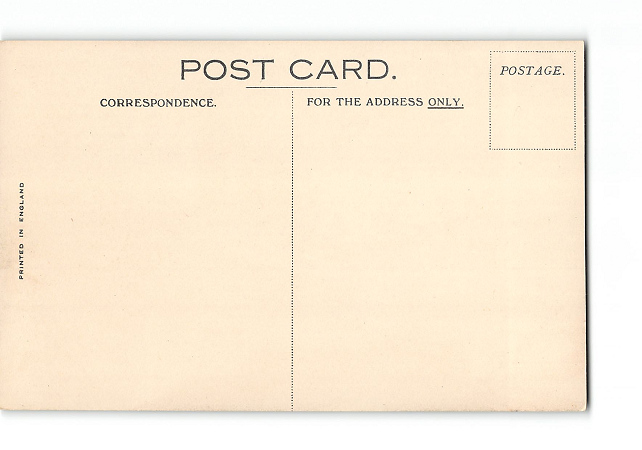 POST CARD.
POSTAGE.
CORRESPONDENCE.
FOR THE ADDRESS ONLY.
PRINTED IN ENGLAND